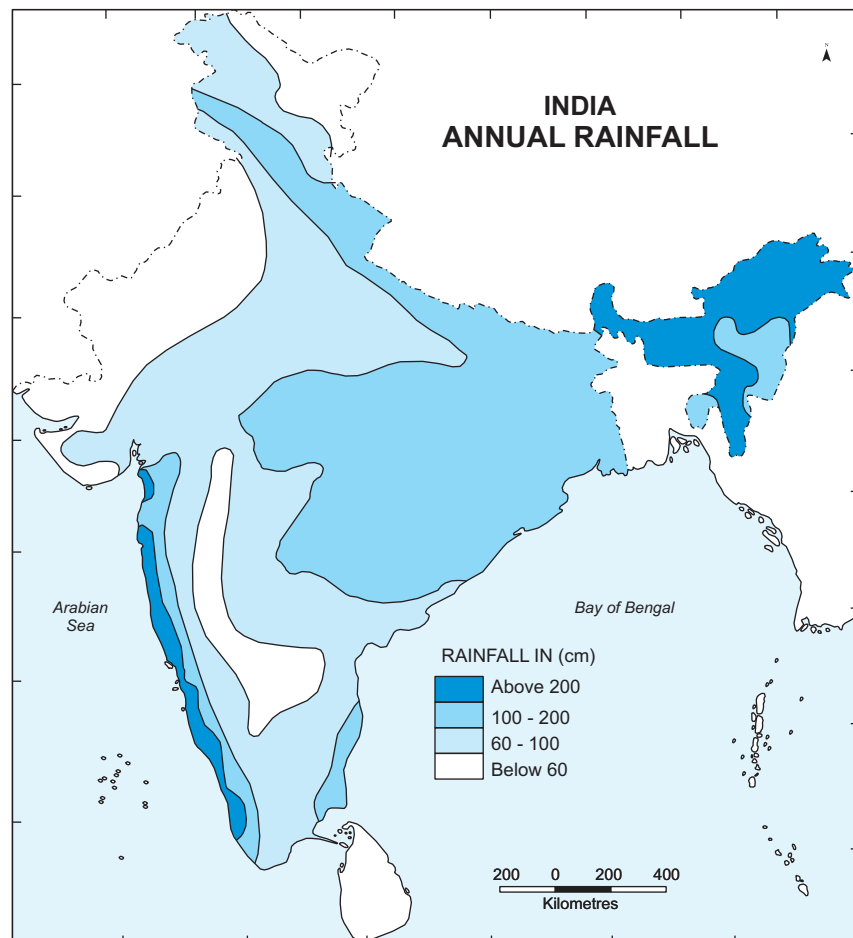 N
INDIA
ANNUAL RAINFALL
Arabian
Sea
Bay of Bengal
RAINFALL IN (cm)
Above 200
100 - 200
60 - 100
Below 60
200 0 200 400
Kilometres